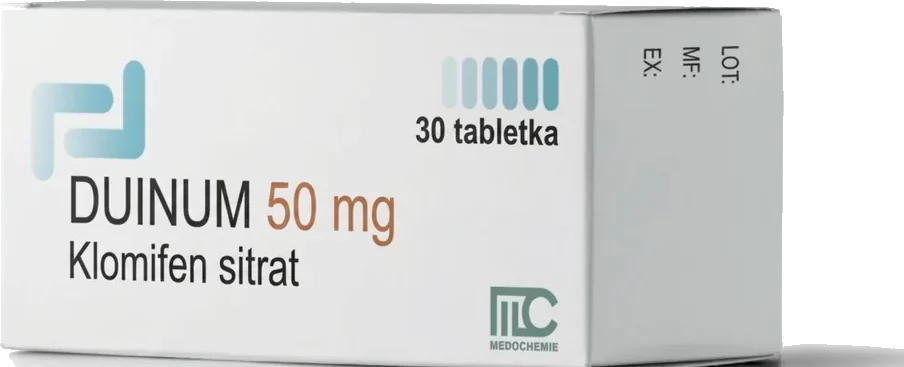 30 tabletka
DUINUM 50 mg
Klomifen sitrat
MEDOCHEMIE
LOT:
MF:
EX: